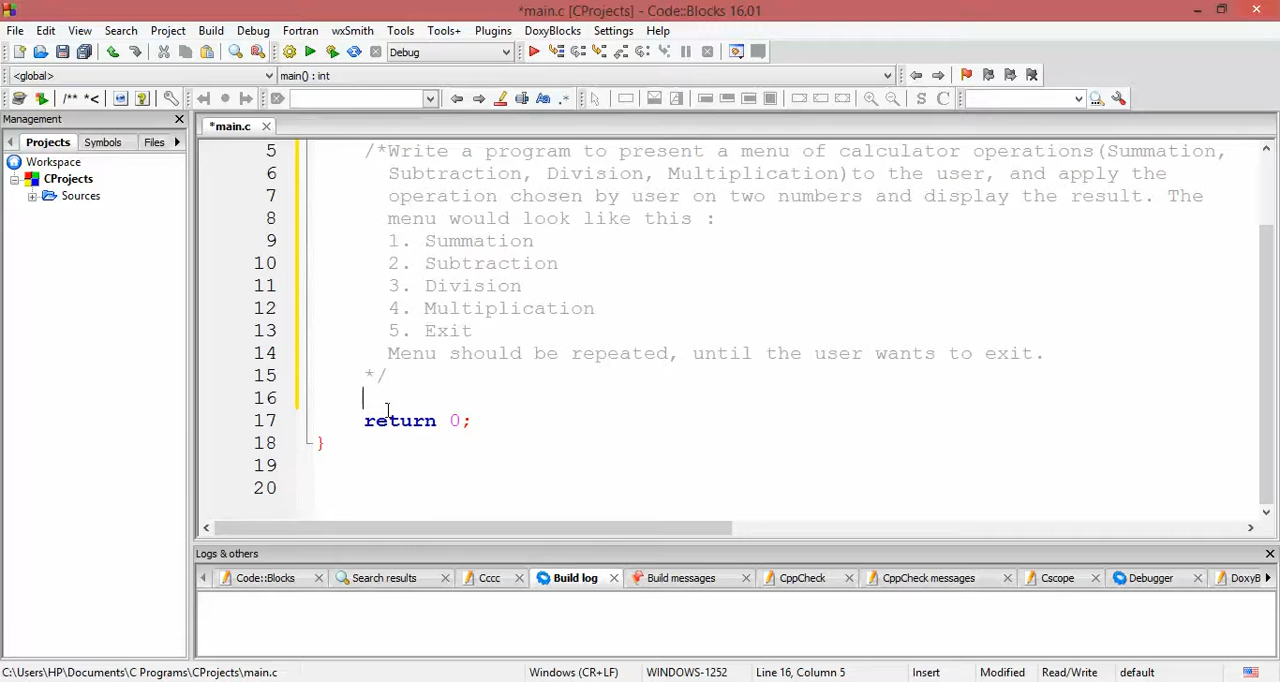 *main.c [CProjects] - Code::Blocks 16.01
File Edit View Search Project Build Debug Fortran wxSmith Tools Tools+ Plugins DoxyBlocks Settings Help
Debug
<global> main() : int
/** *<
S C
Management
*main.c
Projects Symbols Files
Workspace
CProjects
Sources
5 /*Write a program to present a menu of calculator operations(Summation,
6 Subtraction, Division, Multiplication)to the user, and apply the
7 operation chosen by user on two numbers and display the result. The
8 menu would look like this :
9 1. Summation
10 2. Subtraction
11 3. Division
12 4. Multiplication
13 5. Exit
14 Menu should be repeated, until the user wants to exit.
15 */
16
17 return 0;
18 }
19
20
Logs & others
Code::Blocks Search results Cccc Build log Build messages CppCheck CppCheck messages Cscope Debugger DoxyB
C:\Users\HP\Documents\C Programs\CProjects\main.c Windows (CR+LF) WINDOWS-1252 Line 16, Column 5 Insert Modified Read/Write default